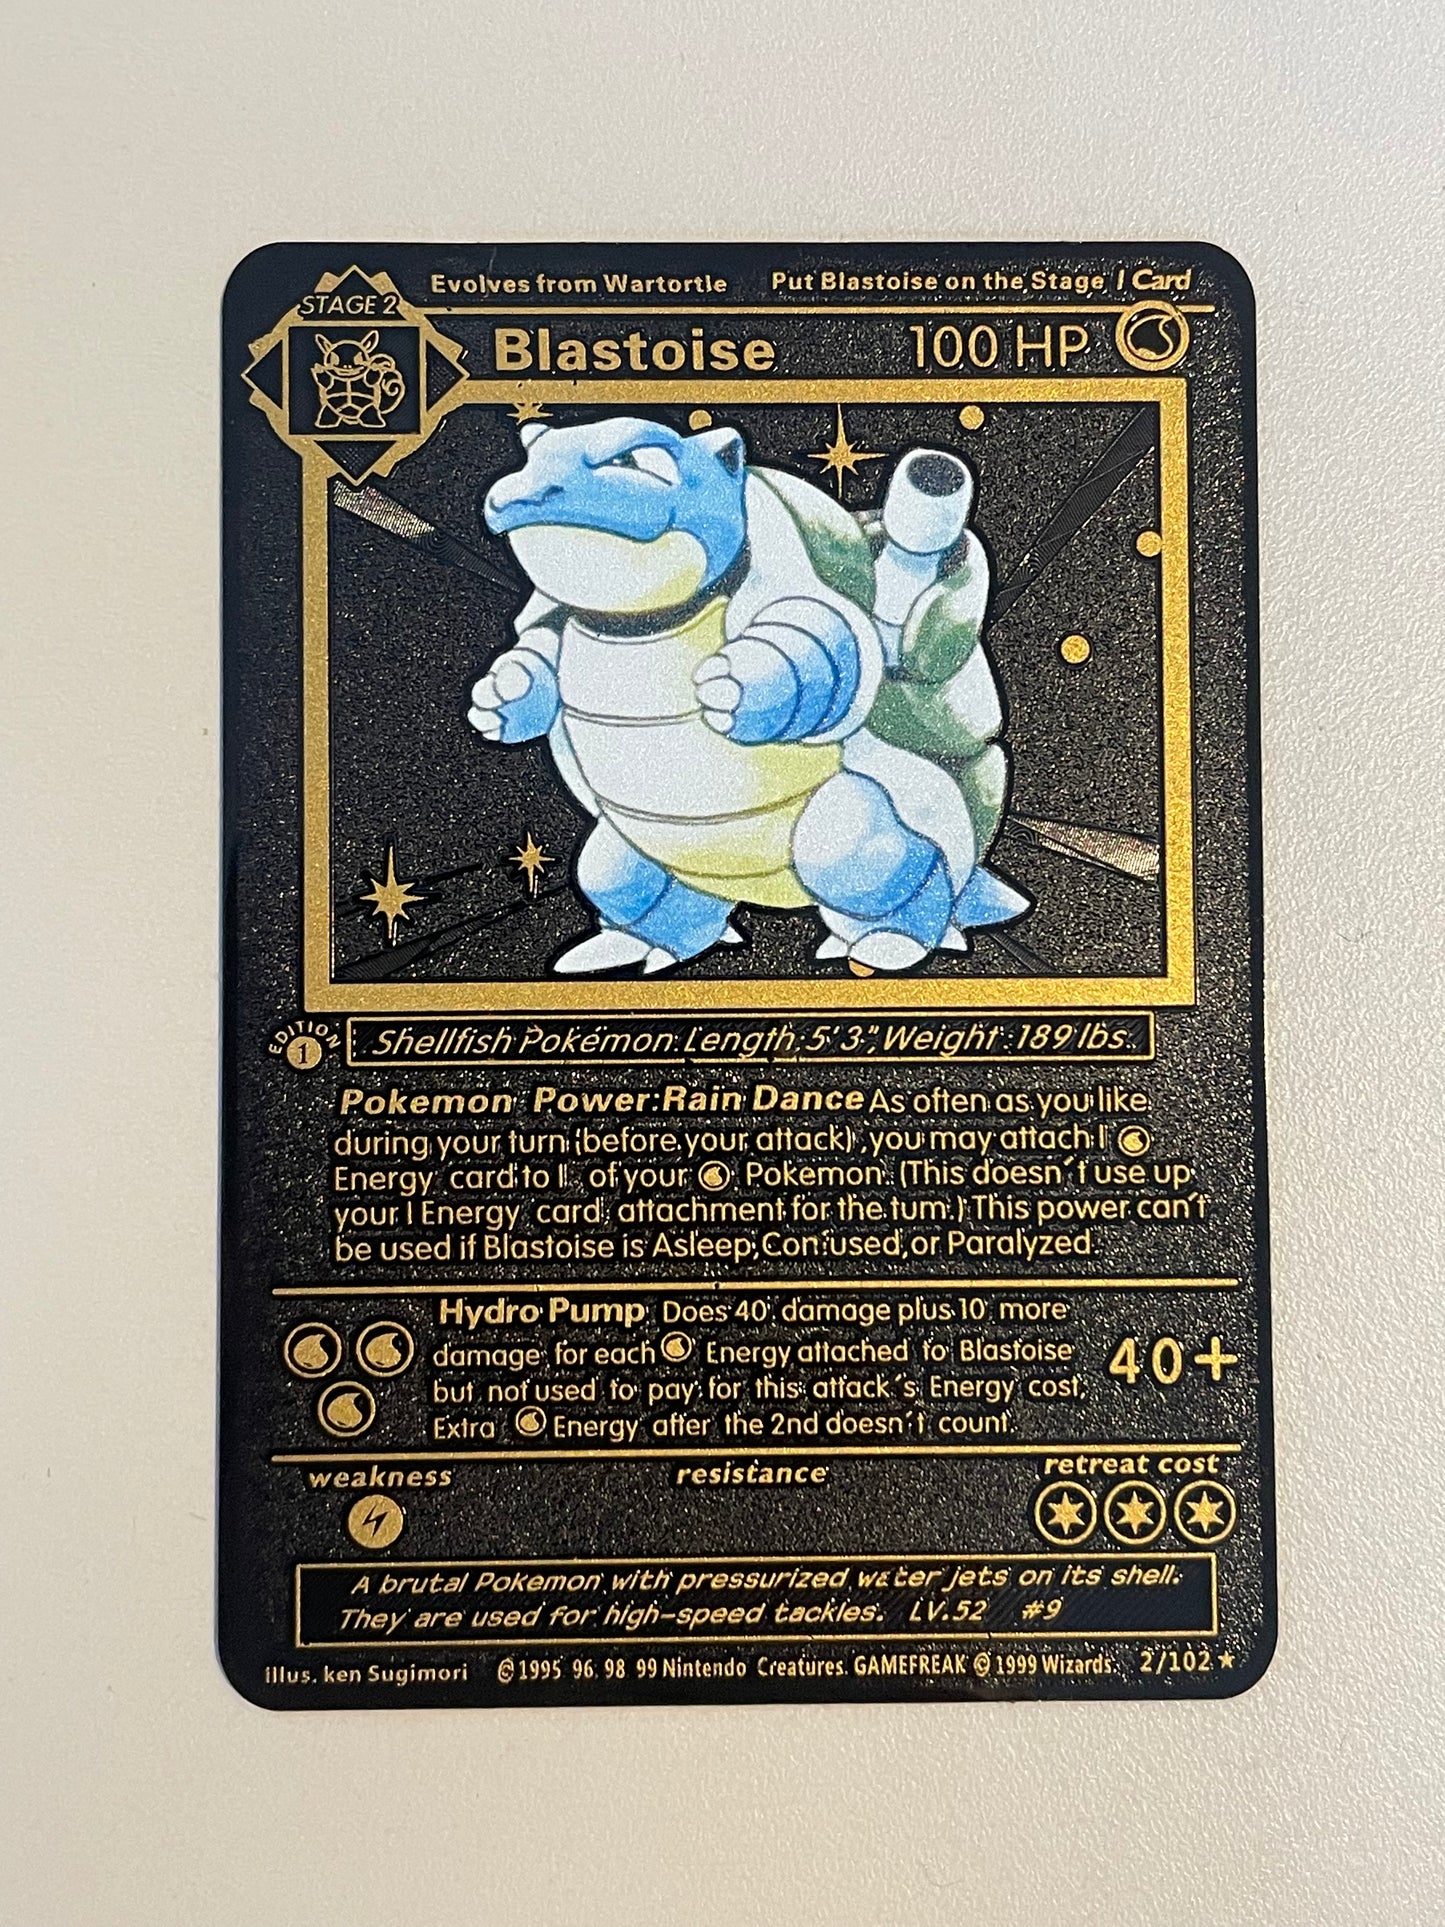 Evolves from Wartortle Put Blastoise on the Stage 1 Card
STAGE 2
Blastoise 100 HP
EDITION
1
Shellfish Pokémon. Length: 5' 3", Weight: 189 lbs.
Pokemon Power: Rain Dance As often as you like
during your turn (before your attack), you may attach 1
Energy card to 1 of your Pokemon. (This doesn't use up
your 1 Energy card attachment for the turn.) This power can't
be used if Blastoise is Asleep, Confused, or Paralyzed.
Hydro Pump Does 40 damage plus 10 more
damage for each Energy attached to Blastoise
but not used to pay for this attack's Energy cost,
Extra Energy after the 2nd doesn't count.
40+
weakness resistance retreat cost
A brutal Pokemon with pressurized water jets on its shell.
They are used for high-speed tackles. LV.52 #9
illus. ken Sugimori © 1995 96 98 99 Nintendo Creatures. GAMEFREAK © 1999 Wizards. 2/102 ★